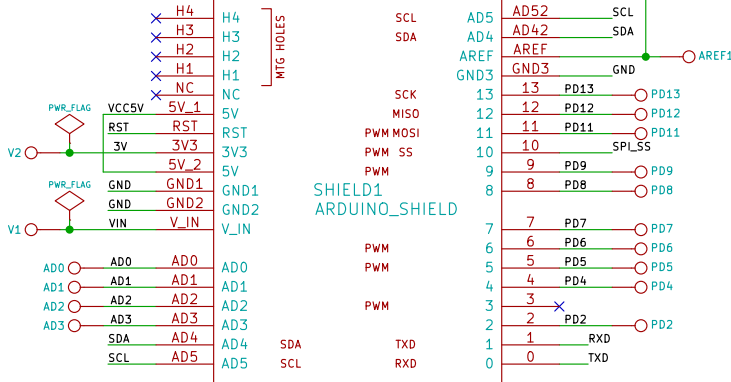 H4 H4 SCL AD5 AD52 SCL
H3 H3 SDA AD4 AD42 SDA
H2 H2 MTG HOLES AREF AREF AREF1
H1 H1 GND3 GND3 GND
NC NC SCK 13 13 PD13 PD13
PWR_FLAG VCC5V 5V_1 5V MISO 12 12 PD12 PD12
RST RST RST PWM MOSI 11 11 PD11 PD11
V2 3V 3V3 3V3 PWM SS 10 10 SPI_SS
5V_2 5V PWM 9 9 PD9 PD9
PWR_FLAG GND GND1 GND1 SHIELD1 8 8 PD8 PD8
GND GND2 GND2 ARDUINO_SHIELD
V1 VIN V_IN V_IN 7 7 PD7 PD7
PWM 6 6 PD6 PD6
AD0 AD0 AD0 AD0 PWM 5 5 PD5 PD5
AD1 AD1 AD1 AD1 4 4 PD4 PD4
AD2 AD2 AD2 AD2 PWM 3 3
AD3 AD3 AD3 AD3 2 2 PD2 PD2
SDA AD4 AD4 SDA TXD 1 1 RXD
SCL AD5 AD5 SCL RXD 0 0 TXD